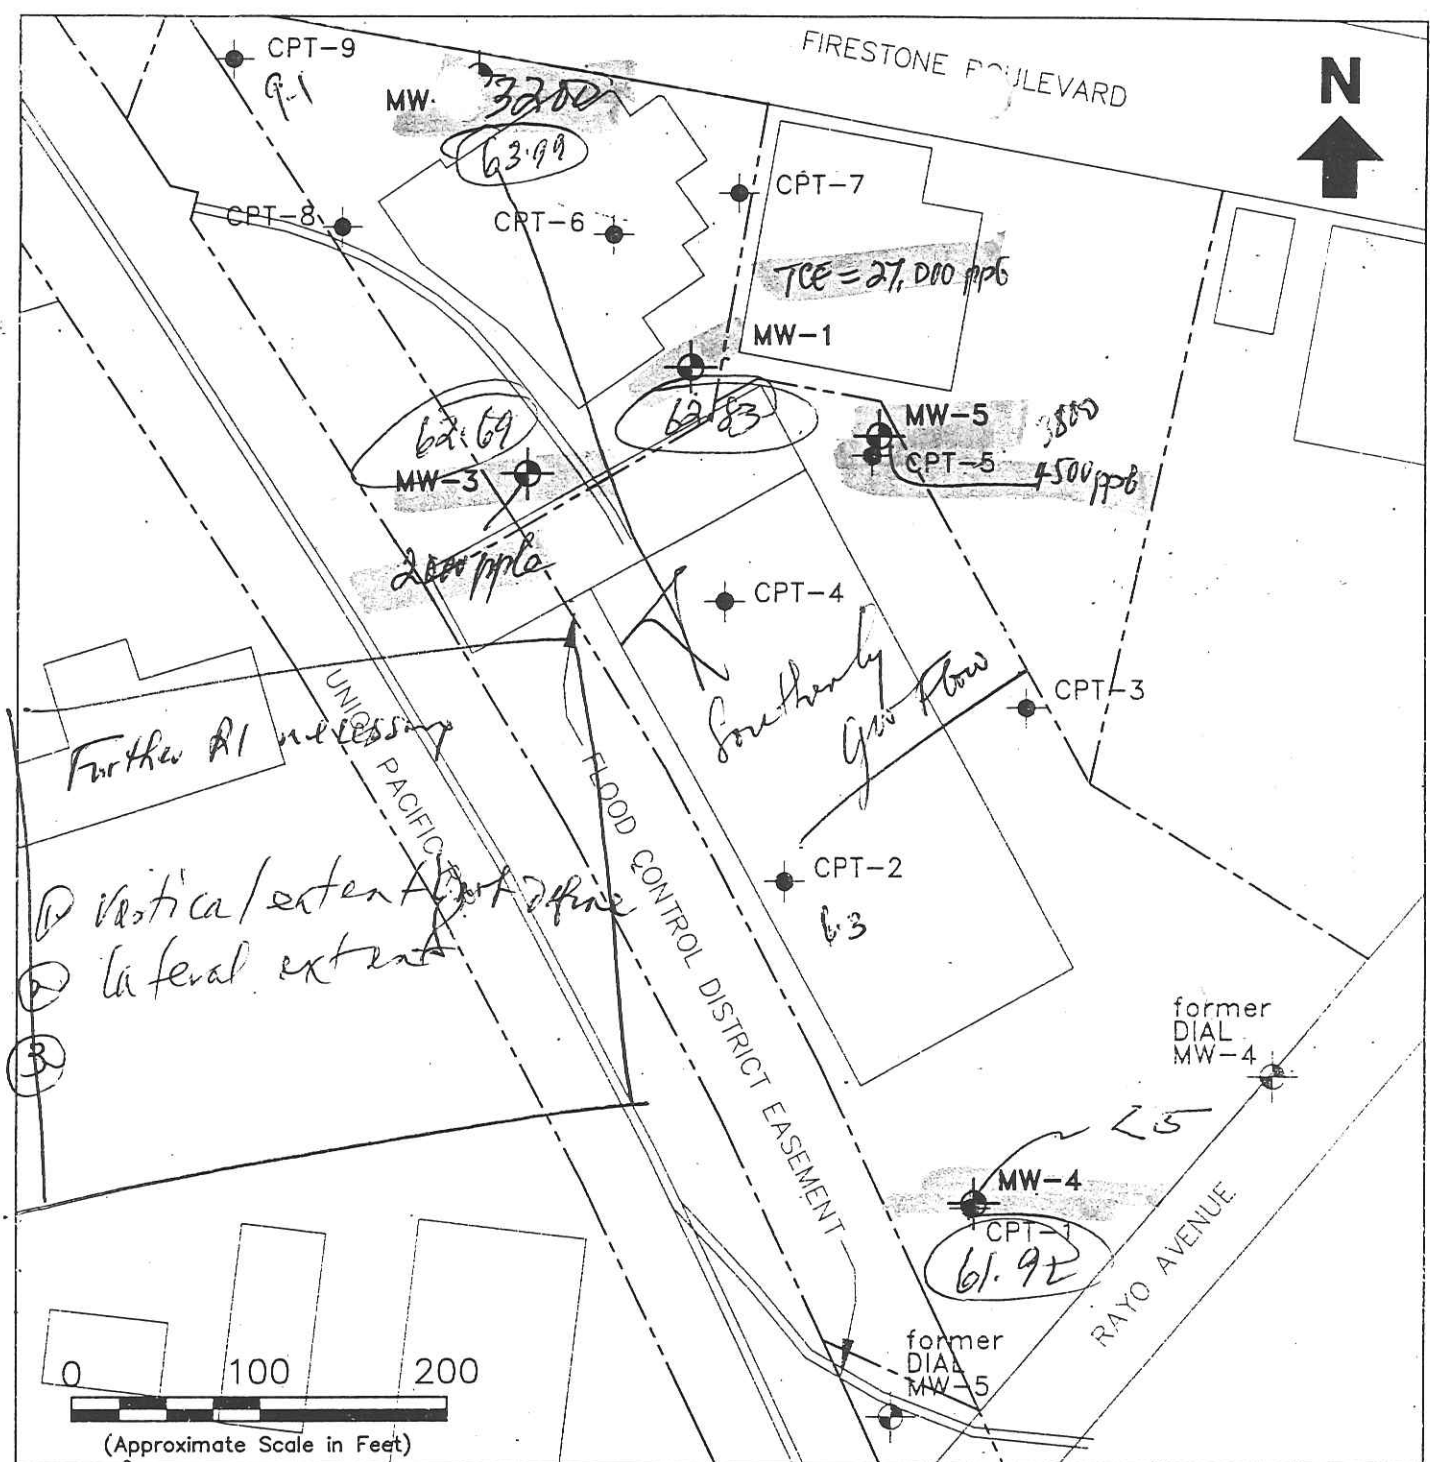 FIRESTONE ULEVARD
N
CPT-9
9.1
MW-
3200
63.99
CPT-8
CPT-6
CPT-7
TCE = 27,000 ppb
MW-1
62.69
62.83
MW-5
3800
MW-3
CPT-5
4500 ppb
2000 ppb
CPT-4
Southerly
gw flow
CPT-3
UNION PACIFIC
Further RI necessary
FLOOD CONTROL DISTRICT EASEMENT
CPT-2
6.3
① Vertical extent not define
② lateral extent
③
former
DIAL
MW-4
<5
MW-4
CPT-1
61.92
RAYO AVENUE
former
DIAL
MW-5
0 100 200
(Approximate Scale in Feet)